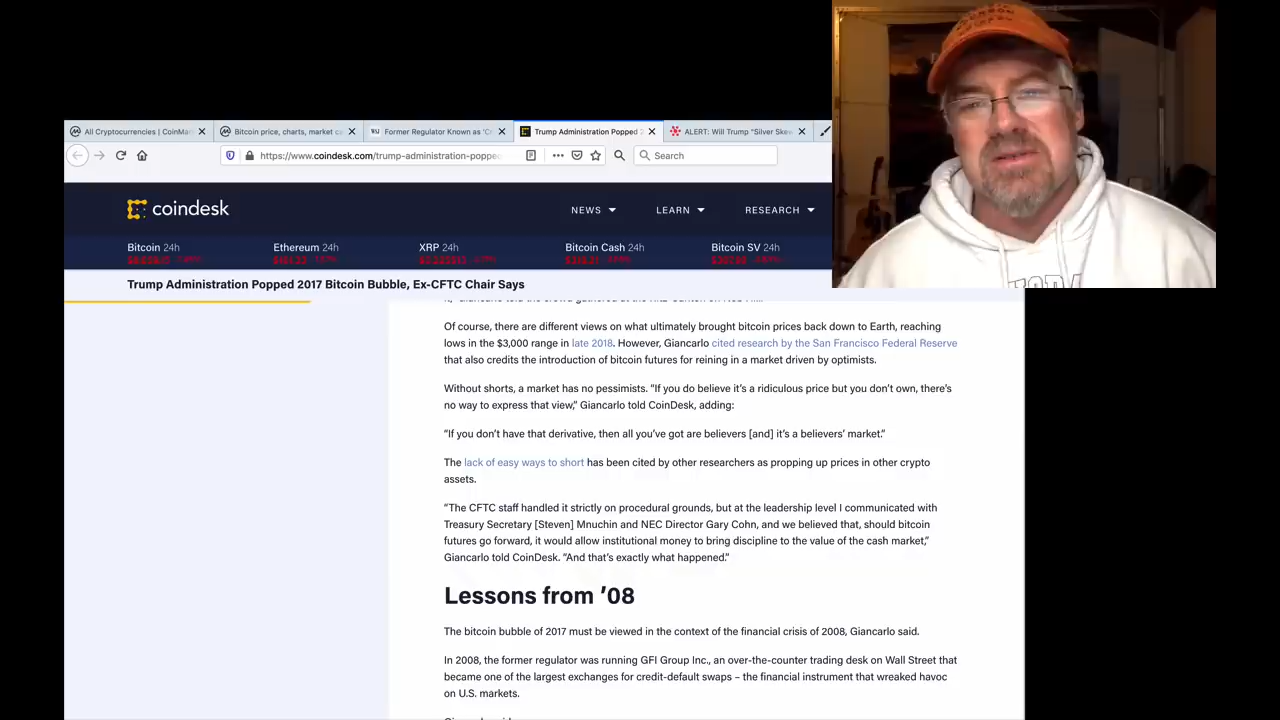 All Cryptocurrencies | CoinMar
Bitcoin price, charts, market ca
Former Regulator Known as 'C
Trump Administration Popped 2
ALERT: Will Trump "Silver Skew
https://www.coindesk.com/trump-administration-poppe
Search
coindesk
NEWS
LEARN
RESEARCH
Bitcoin 24h
Ethereum 24h
XRP 24h
Bitcoin Cash 24h
Bitcoin SV 24h
Trump Administration Popped 2017 Bitcoin Bubble, Ex-CFTC Chair Says
Of course, there are different views on what ultimately brought bitcoin prices back down to Earth, reaching
lows in the $3,000 range in late 2018. However, Giancarlo cited research by the San Francisco Federal Reserve
that also credits the introduction of bitcoin futures for reining in a market driven by optimists.
Without shorts, a market has no pessimists. “If you do believe it’s a ridiculous price but you don’t own, there’s
no way to express that view,” Giancarlo told CoinDesk, adding:
“If you don’t have that derivative, then all you’ve got are believers [and] it’s a believers’ market.”
The lack of easy ways to short has been cited by other researchers as propping up prices in other crypto
assets.
“The CFTC staff handled it strictly on procedural grounds, but at the leadership level I communicated with
Treasury Secretary [Steven] Mnuchin and NEC Director Gary Cohn, and we believed that, should bitcoin
futures go forward, it would allow institutional money to bring discipline to the value of the cash market,”
Giancarlo told CoinDesk. “And that’s exactly what happened.”
Lessons from ’08
The bitcoin bubble of 2017 must be viewed in the context of the financial crisis of 2008, Giancarlo said.
In 2008, the former regulator was running GFI Group Inc., an over-the-counter trading desk on Wall Street that
became one of the largest exchanges for credit-default swaps – the financial instrument that wreaked havoc
on U.S. markets.